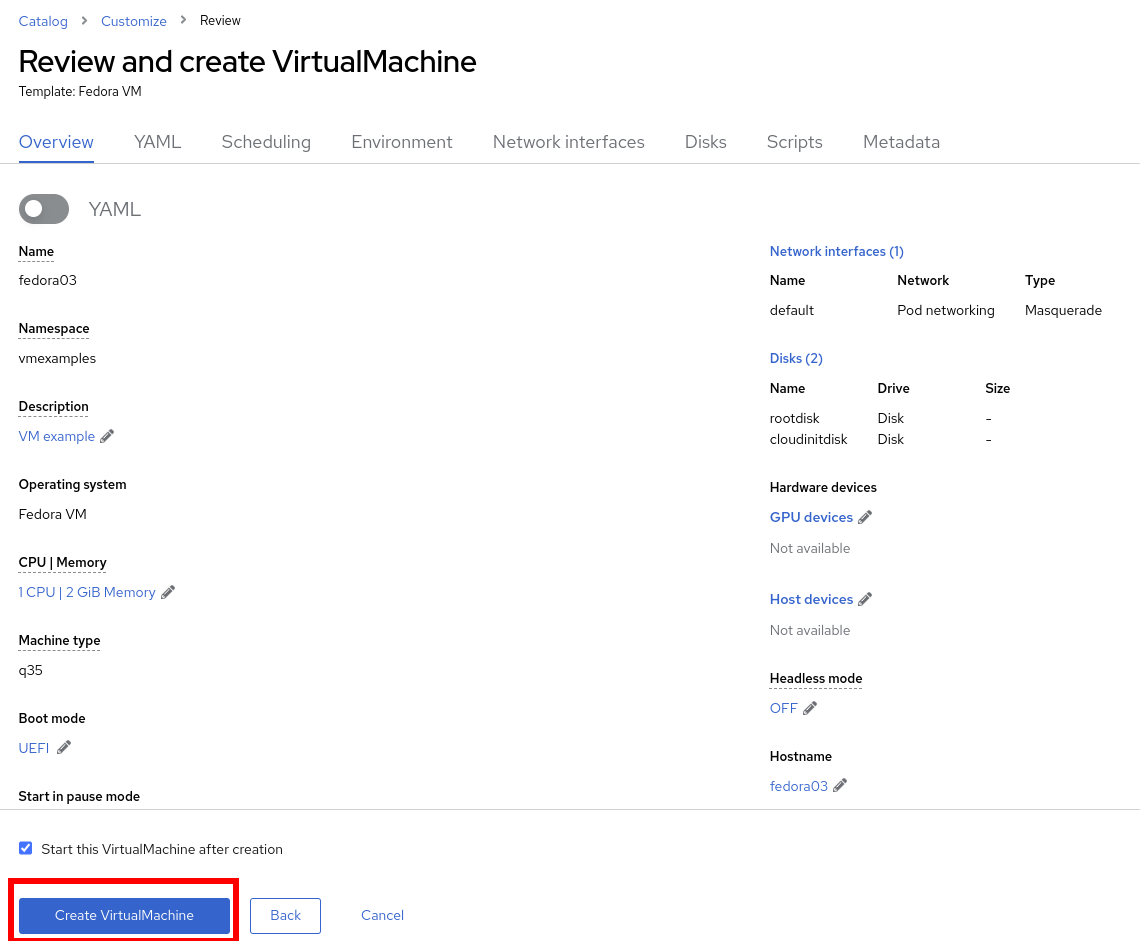 Catalog > Customize > Review
Review and create VirtualMachine
Template: Fedora VM
Overview YAML Scheduling Environment Network interfaces Disks Scripts Metadata
YAML
Name
fedora03
Namespace
vmexamples
Description
VM example
Operating system
Fedora VM
CPU | Memory
1 CPU | 2 GiB Memory
Machine type
q35
Boot mode
UEFI
Start in pause mode
Network interfaces (1)
Name Network Type
default Pod networking Masquerade
Disks (2)
Name Drive Size
rootdisk Disk -
cloudinitdisk Disk -
Hardware devices
GPU devices
Not available
Host devices
Not available
Headless mode
OFF
Hostname
fedora03
Start this VirtualMachine after creation
Create VirtualMachine Back Cancel